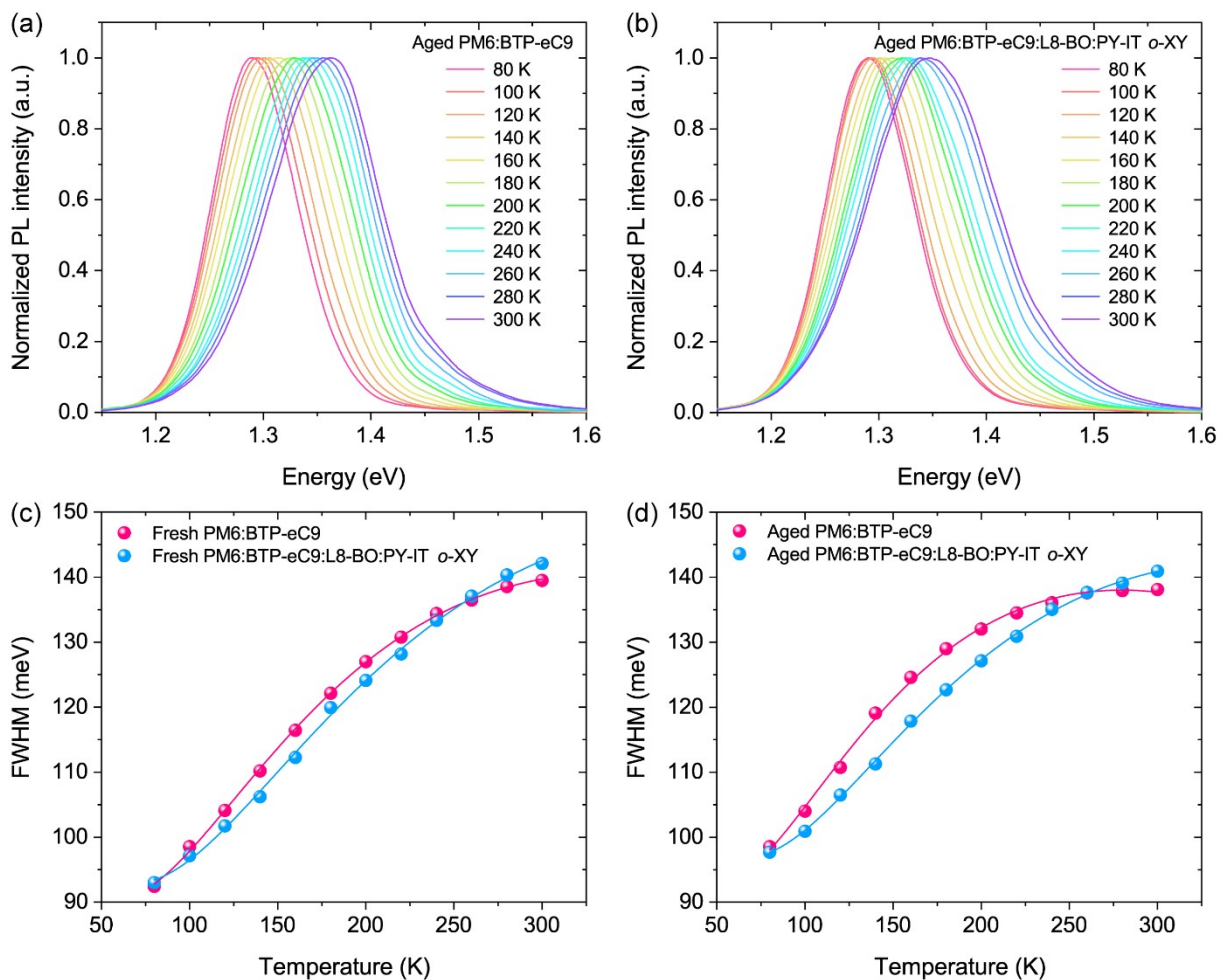 (a)
Aged PM6:BTP-eC9
80 K
100 K
120 K
140 K
160 K
180 K
200 K
220 K
240 K
260 K
280 K
300 K
Normalized PL intensity (a.u.)
1.0
0.8
0.6
0.4
0.2
0.0
1.2 1.3 1.4 1.5 1.6
Energy (eV)
(b)
Aged PM6:BTP-eC9:L8-BO:PY-IT o-XY
80 K
100 K
120 K
140 K
160 K
180 K
200 K
220 K
240 K
260 K
280 K
300 K
Normalized PL intensity (a.u.)
1.0
0.8
0.6
0.4
0.2
0.0
1.2 1.3 1.4 1.5 1.6
Energy (eV)
(c)
Fresh PM6:BTP-eC9
Fresh PM6:BTP-eC9:L8-BO:PY-IT o-XY
FWHM (meV)
150
140
130
120
110
100
90
50 100 150 200 250 300
Temperature (K)
(d)
Aged PM6:BTP-eC9
Aged PM6:BTP-eC9:L8-BO:PY-IT o-XY
FWHM (meV)
150
140
130
120
110
100
90
50 100 150 200 250 300
Temperature (K)